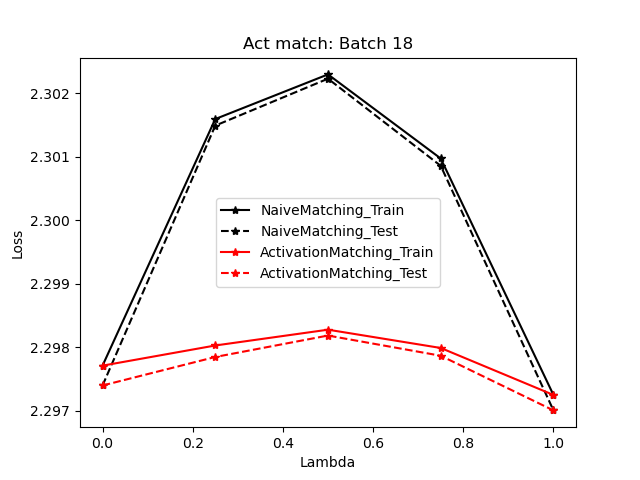 Act match: Batch 18
2.302
2.301
2.300
2.299
2.298
2.297
Loss
NaiveMatching_Train
NaiveMatching_Test
ActivationMatching_Train
ActivationMatching_Test
0.0 0.2 0.4 0.6 0.8 1.0
Lambda